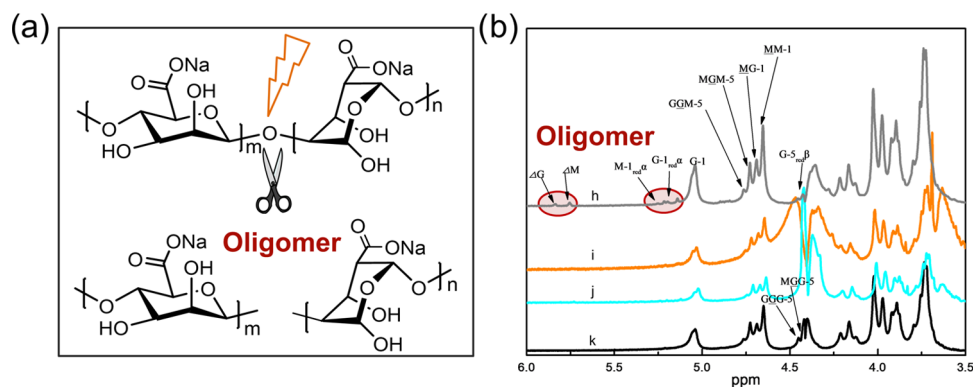 (a)
ONa
O
O
ONa
O
OH
O
O
HO
m
O
O
O
n
OH
OH
Oligomer
ONa
O
O
ONa
O
OH
O
O
HO
m
O
O
n
OH
OH
(b)
MM-1
MG-1
MGM-5
GGM-5
Oligomer
M-1redα
G-1redα
G-1
G-5redβ
ΔG
ΔM
h
i
j
MGG-5
GGG-5
k
6.0 5.5 5.0 4.5 4.0 3.5
ppm